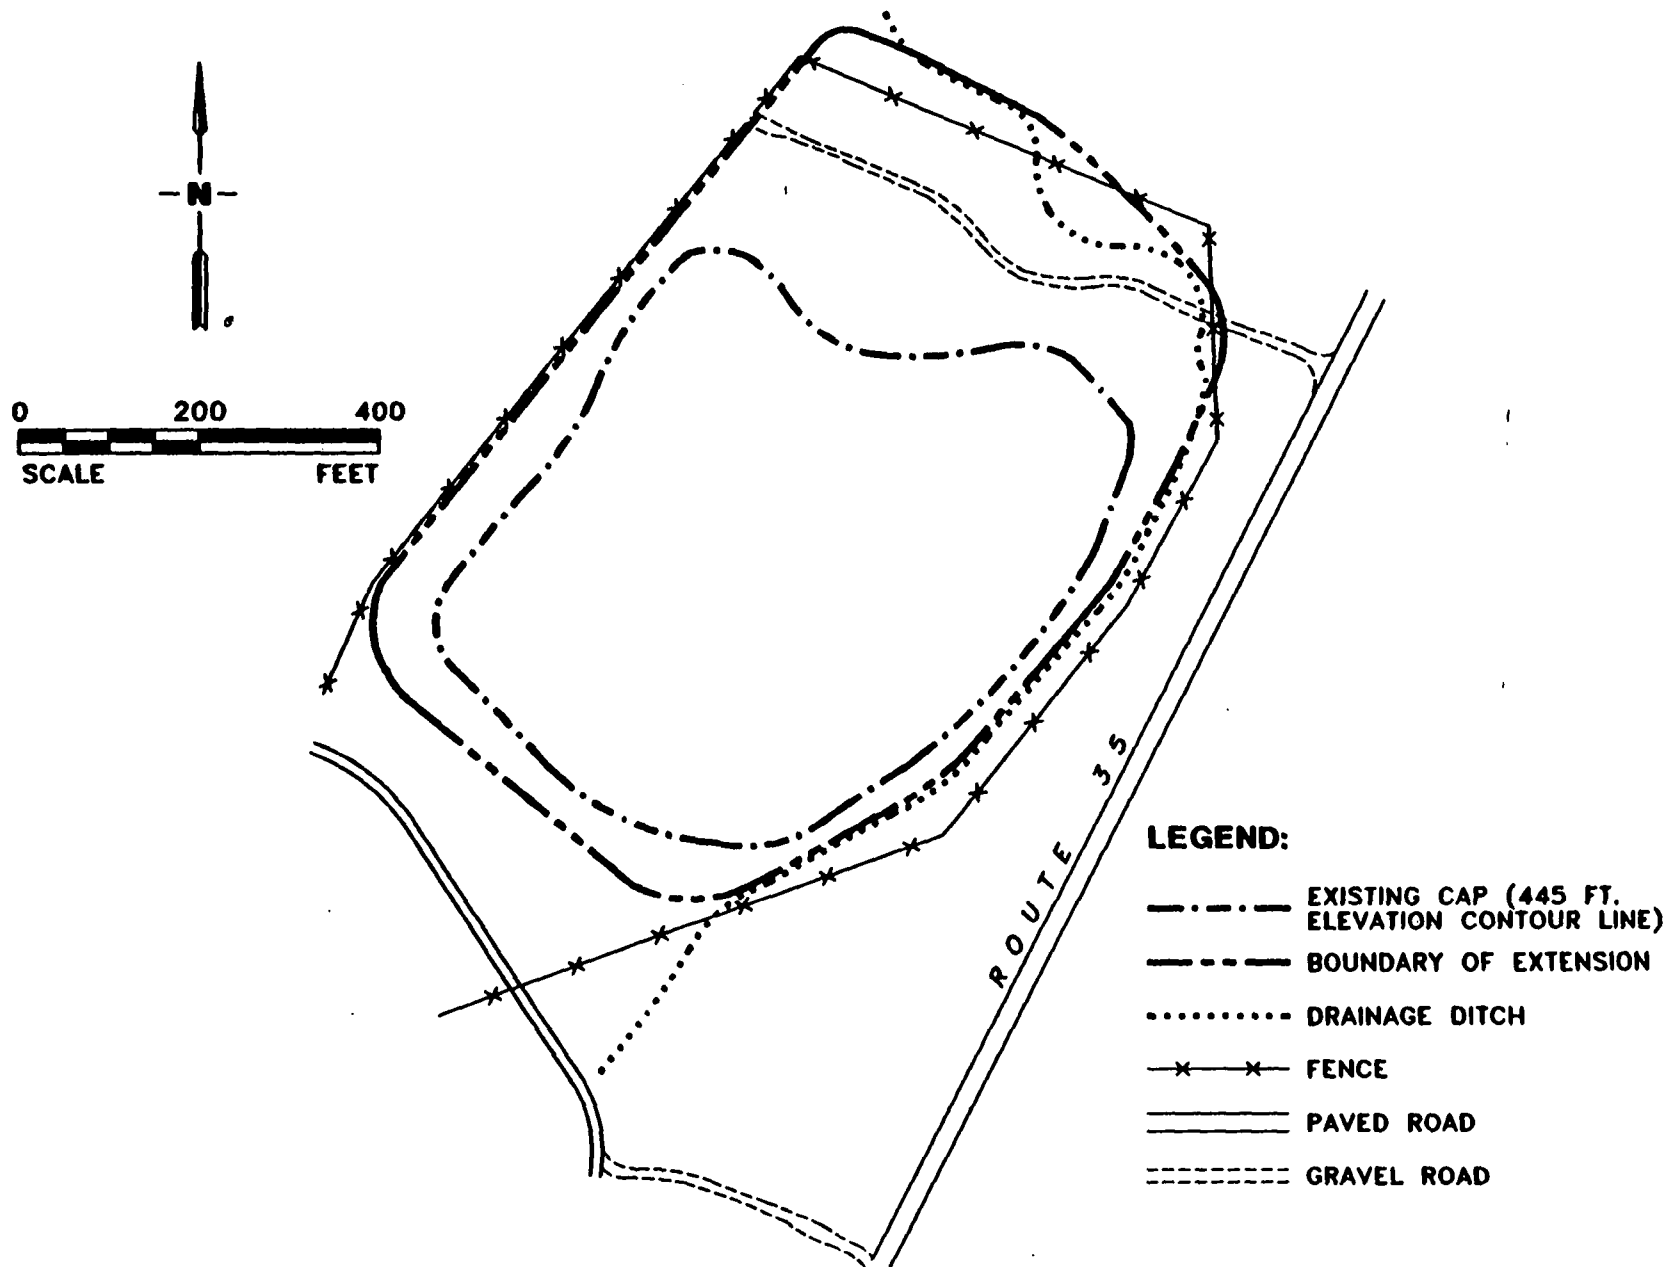 N
0 200 400
SCALE FEET
ROUTE 35
LEGEND:
EXISTING CAP (445 FT.
ELEVATION CONTOUR LINE)
BOUNDARY OF EXTENSION
DRAINAGE DITCH
FENCE
PAVED ROAD
GRAVEL ROAD